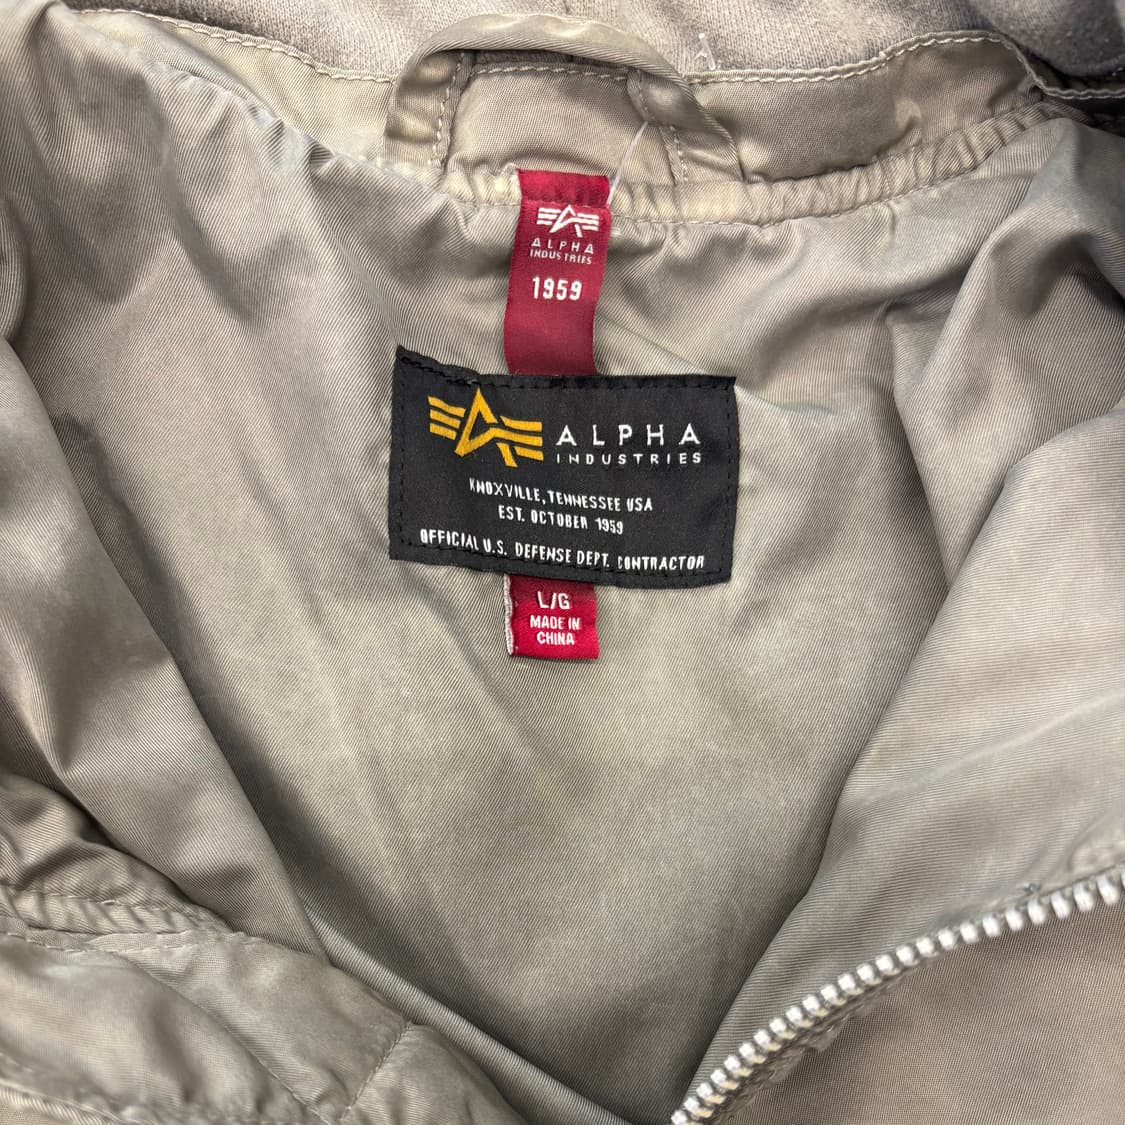 ALPHA
INDUSTRIES
1959
ALPHA
INDUSTRIES
KNOXVILLE, TENNESSEE USA
EST. OCTOBER 1959
OFFICIAL U.S. DEFENSE DEPT. CONTRACTOR
L/G
MADE IN
CHINA